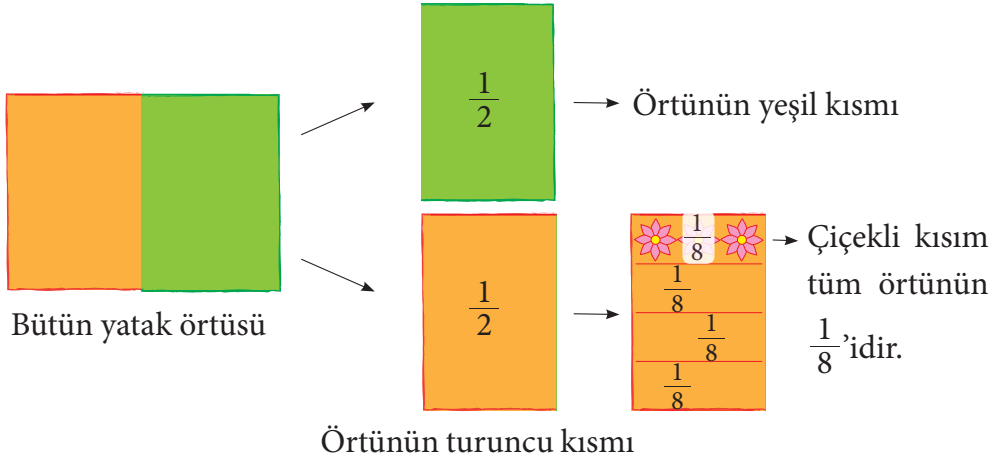 1/2
Örtünün yeşil kısmı
Bütün yatak örtüsü
1/2
1/8
1/8
1/8
1/8
Çiçekli kısım
tüm örtünün
1/8 'idir.
Örtünün turuncu kısmı